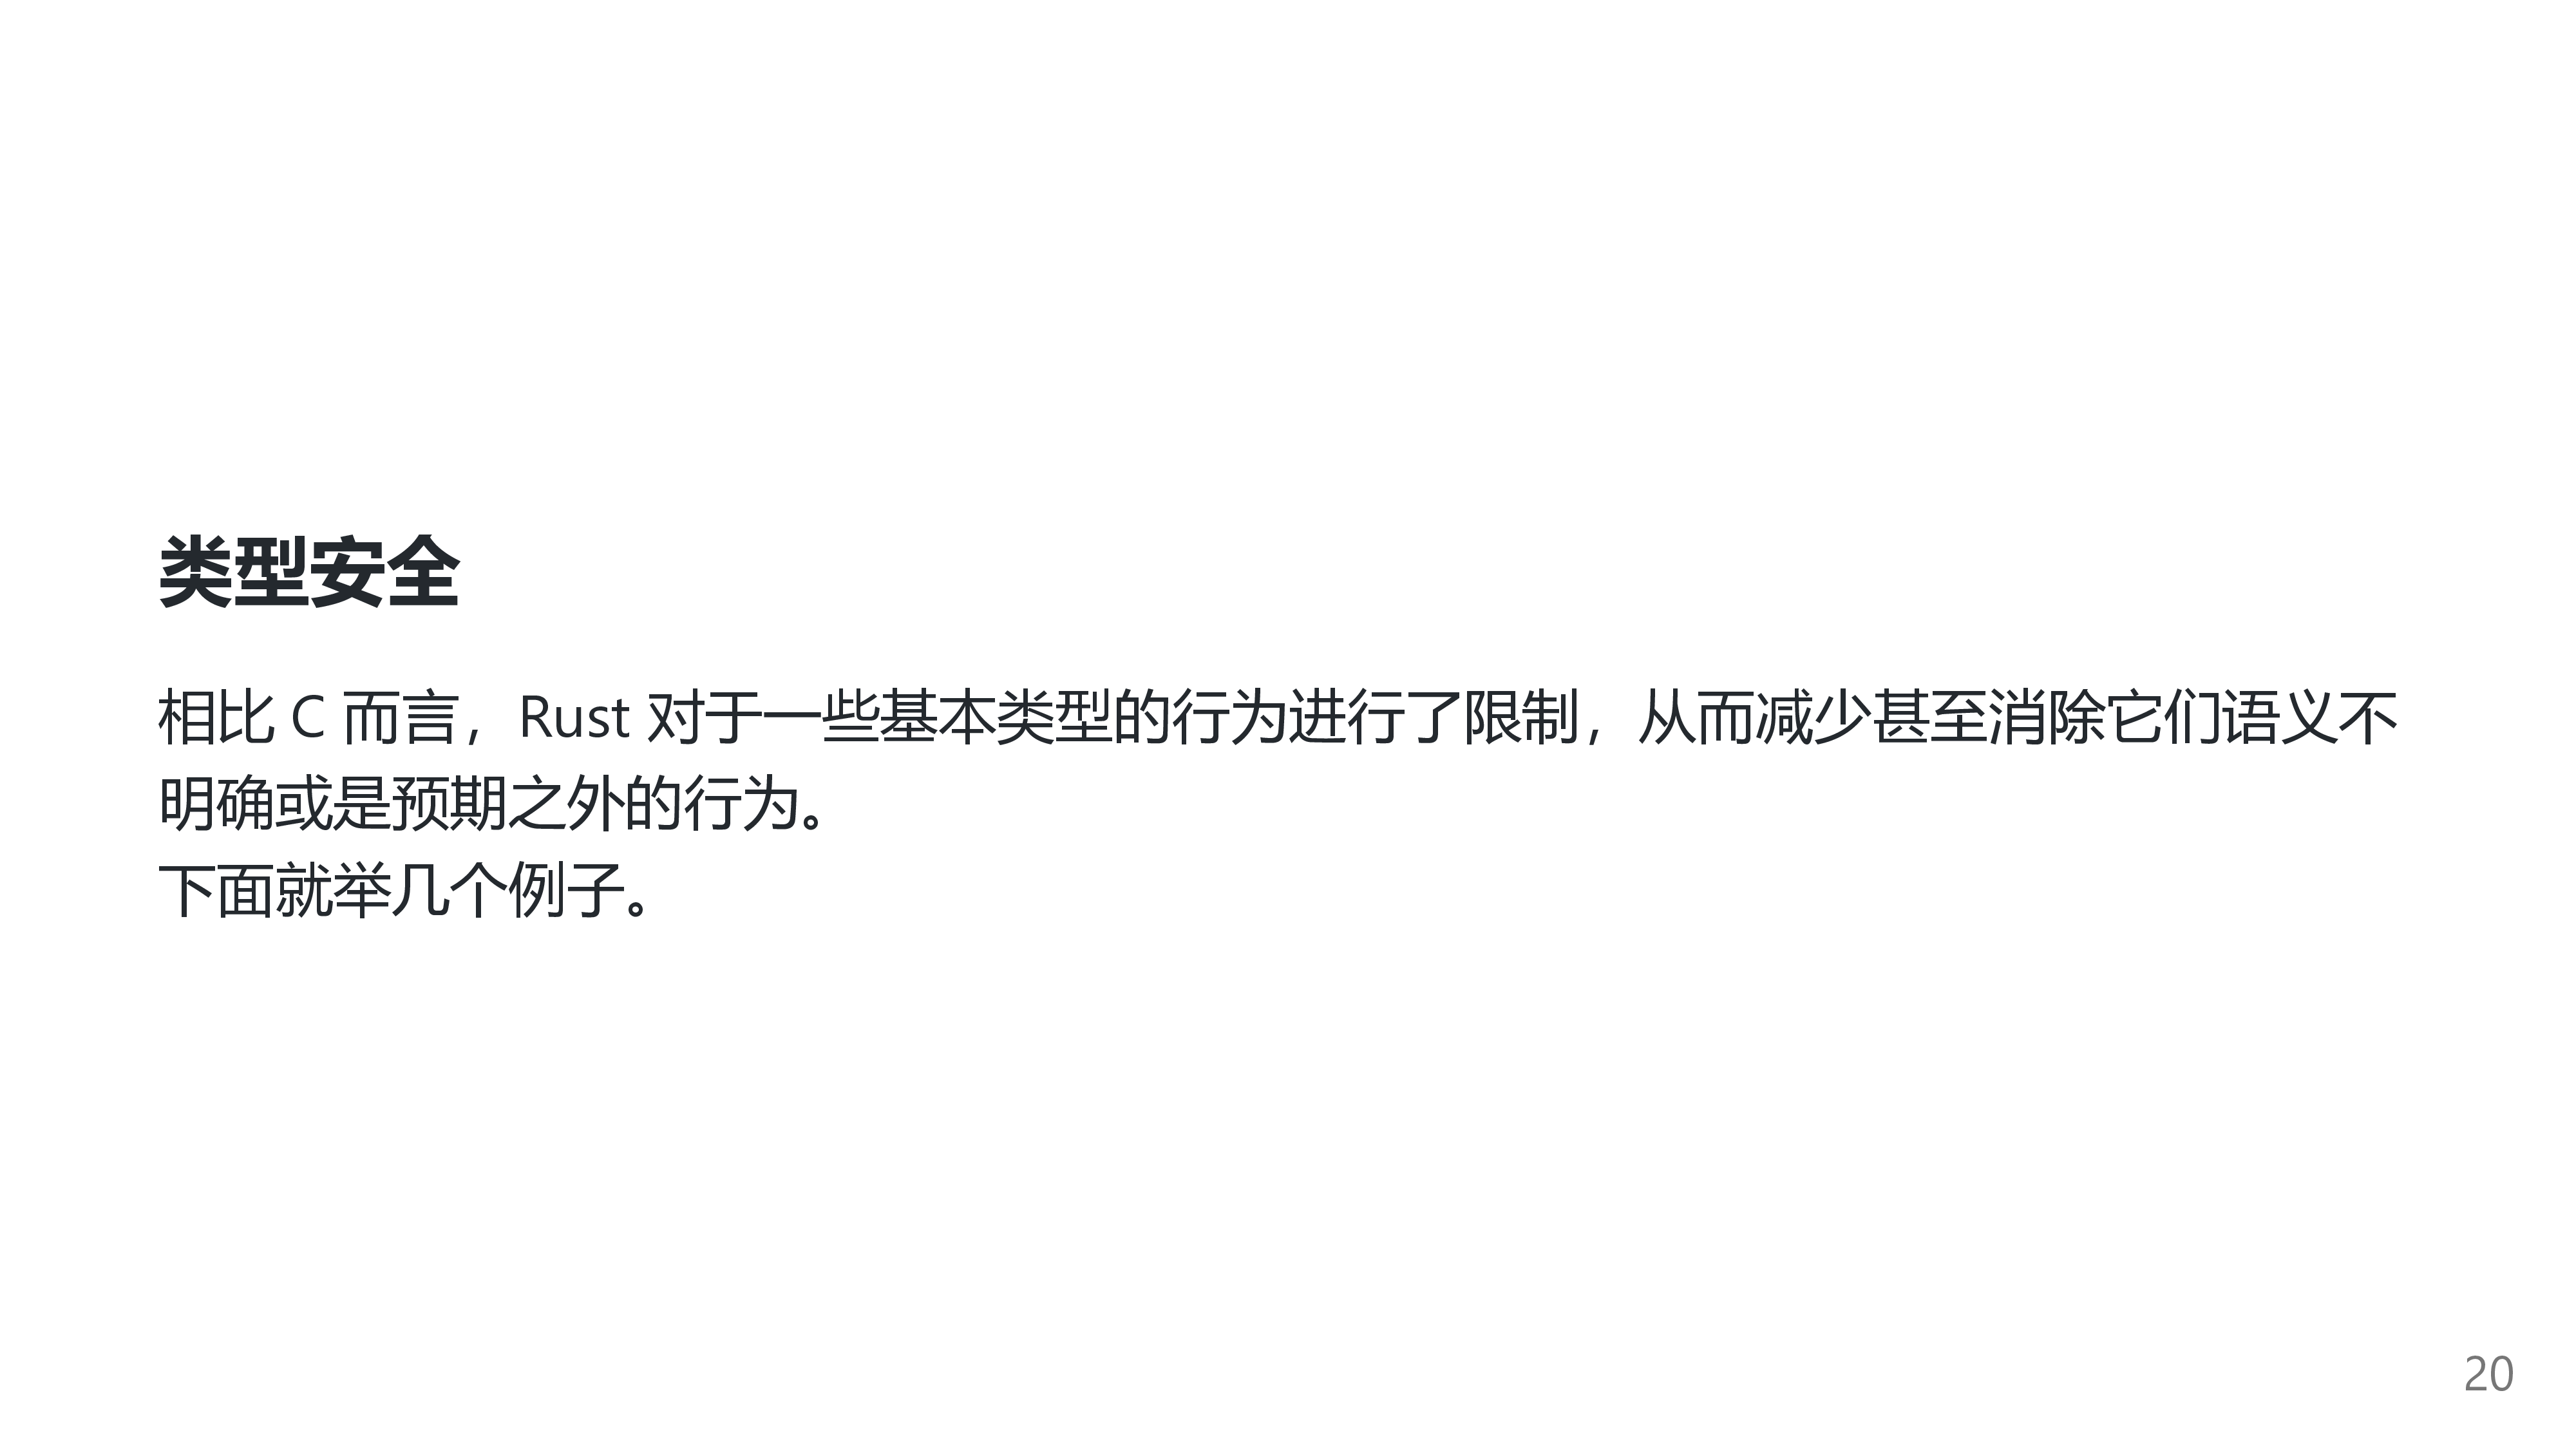 类型安全
相比 C 而言，Rust 对于一些基本类型的行为进行了限制，从而减少甚至消除它们语义不
明确或是预期之外的行为。
下面就举几个例子。
20